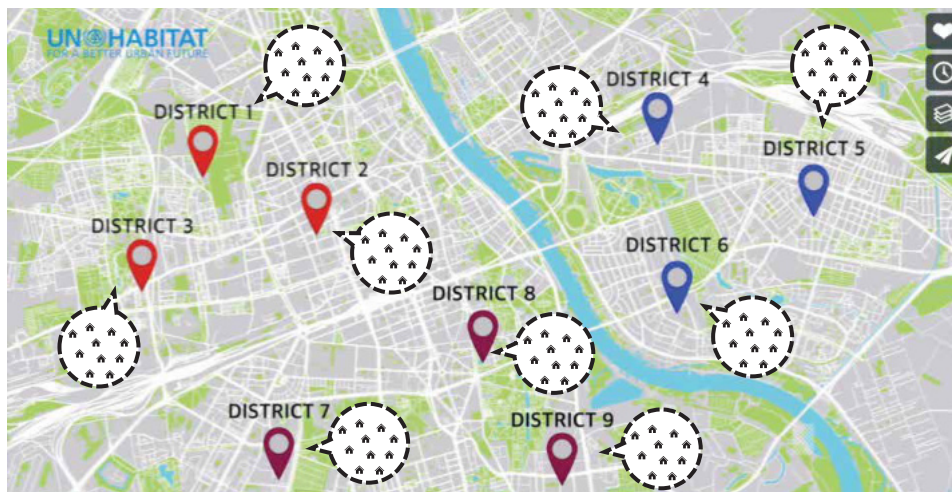 UN HABITAT
FOR A BETTER URBAN FUTURE
DISTRICT 1
DISTRICT 2
DISTRICT 3
DISTRICT 4
DISTRICT 5
DISTRICT 6
DISTRICT 8
DISTRICT 7
DISTRICT 9